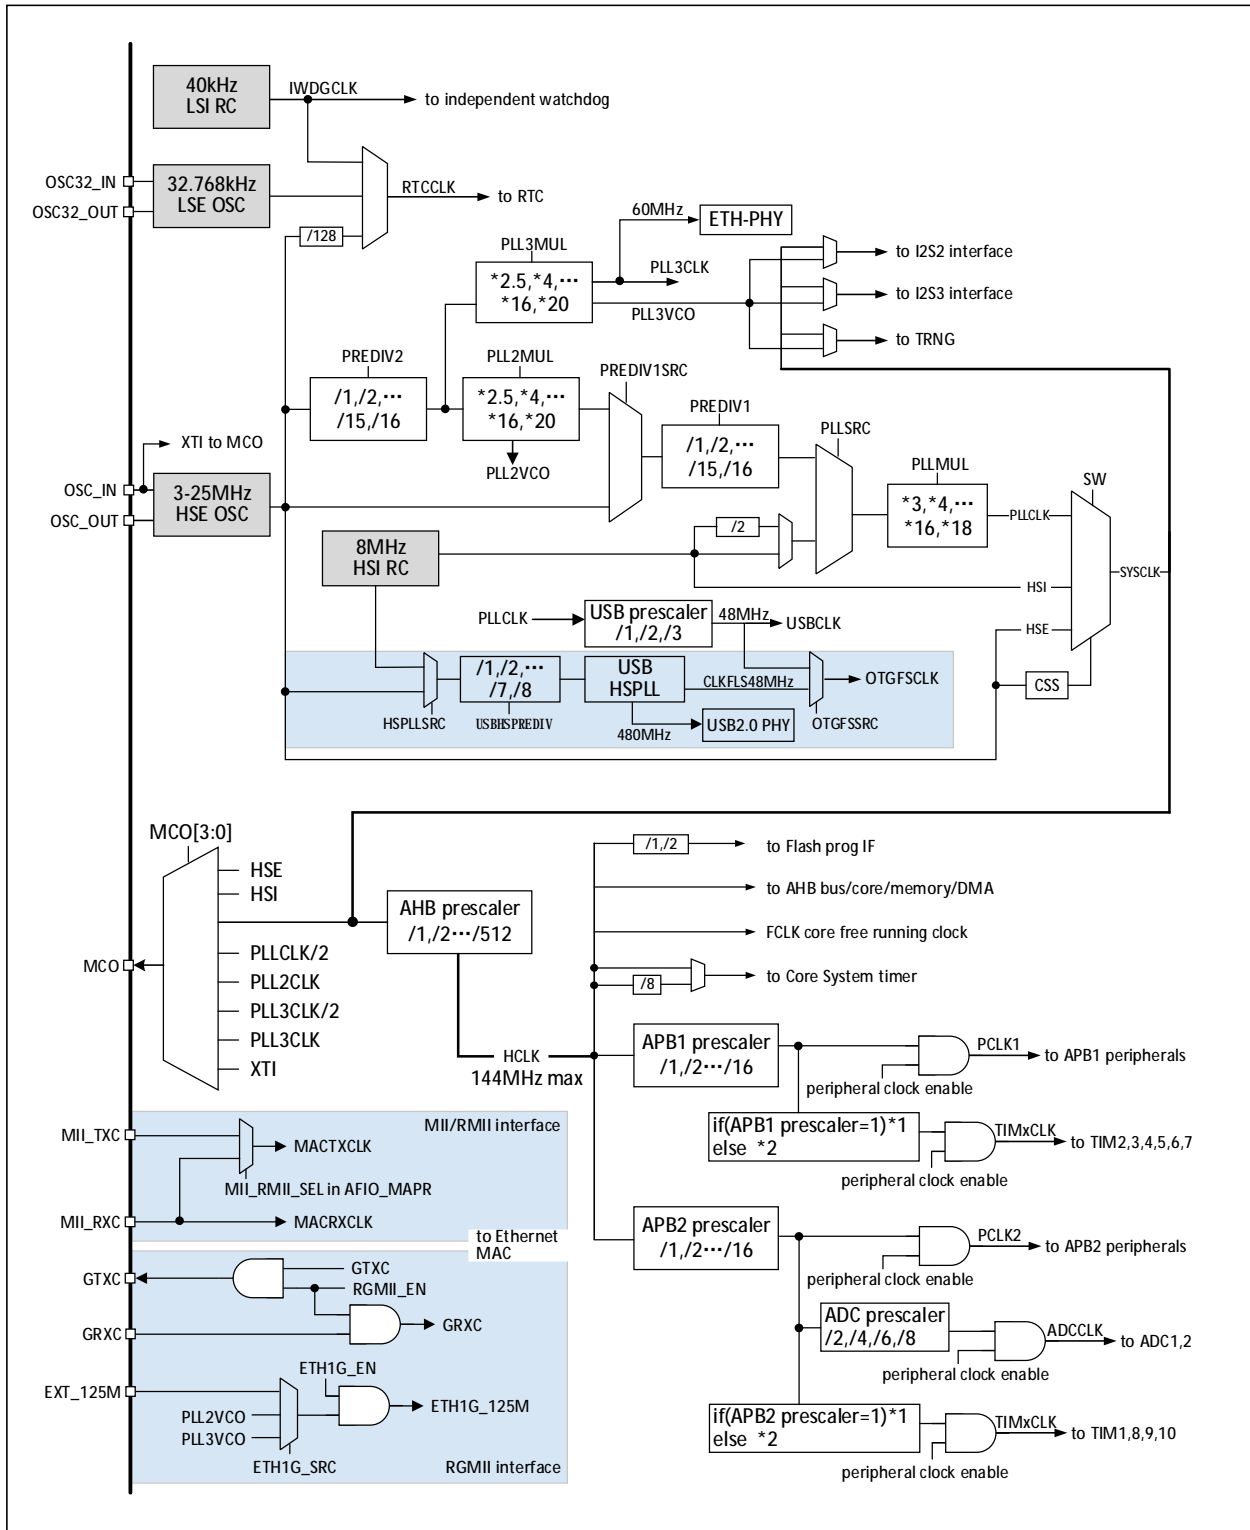 40kHz
LSI RC
IWDGCLK
to independent watchdog
OSC32_IN
OSC32_OUT
32.768kHz
LSE OSC
RTCCLK
to RTC
/128
60MHz
ETH-PHY
PLL3MUL
*2.5,*4,···
*16,*20
PLL3CLK
PLL3VCO
to I2S2 interface
to I2S3 interface
to TRNG
PREDIV2
/1,/2,···
/15,/16
PLL2MUL
*2.5,*4,···
*16,*20
PLL2VCO
PREDIV1SRC
PREDIV1
/1,/2,···
/15,/16
PLLSRC
PLLMUL
*3,*4,···
*16,*18
PLLCLK
SW
XTI to MCO
OSC_IN
OSC_OUT
3-25MHz
HSE OSC
/2
8MHz
HSI RC
HSI
SYSCLK
HSE
CSS
PLLCLK
USB prescaler
/1,/2,/3
48MHz
USBCLK
/1,/2,···
/7,/8
USB
HSPLL
CLKFLS48MHz
OTGFSCLK
HSPLLSRC
USBHSPREDIV
480MHz
USB2.0 PHY
OTGFSSRC
MCO[3:0]
HSE
HSI
PLLCLK/2
PLL2CLK
PLL3CLK/2
PLL3CLK
XTI
MCO
AHB prescaler
/1,/2···/512
HCLK
144MHz max
/1,/2
to Flash prog IF
to AHB bus/core/memory/DMA
FCLK core free running clock
/8
to Core System timer
APB1 prescaler
/1,/2···/16
PCLK1
to APB1 peripherals
peripheral clock enable
if(APB1 prescaler=1)*1
else *2
TIMxCLK
to TIM2,3,4,5,6,7
peripheral clock enable
MII_TXC
MII/RMII interface
MACTXCLK
MII_RMII_SEL in AFIO_MAPR
MII_RXC
MACRXCLK
to Ethernet
MAC
APB2 prescaler
/1,/2···/16
PCLK2
to APB2 peripherals
peripheral clock enable
GTXC
GTXC
RGMII_EN
GRXC
GRXC
ADC prescaler
/2,/4,/6,/8
ADCCLK
to ADC1,2
peripheral clock enable
EXT_125M
ETH1G_EN
ETH1G_125M
PLL2VCO
PLL3VCO
ETH1G_SRC
RGMII interface
if(APB2 prescaler=1)*1
else *2
TIMxCLK
to TIM1,8,9,10
peripheral clock enable